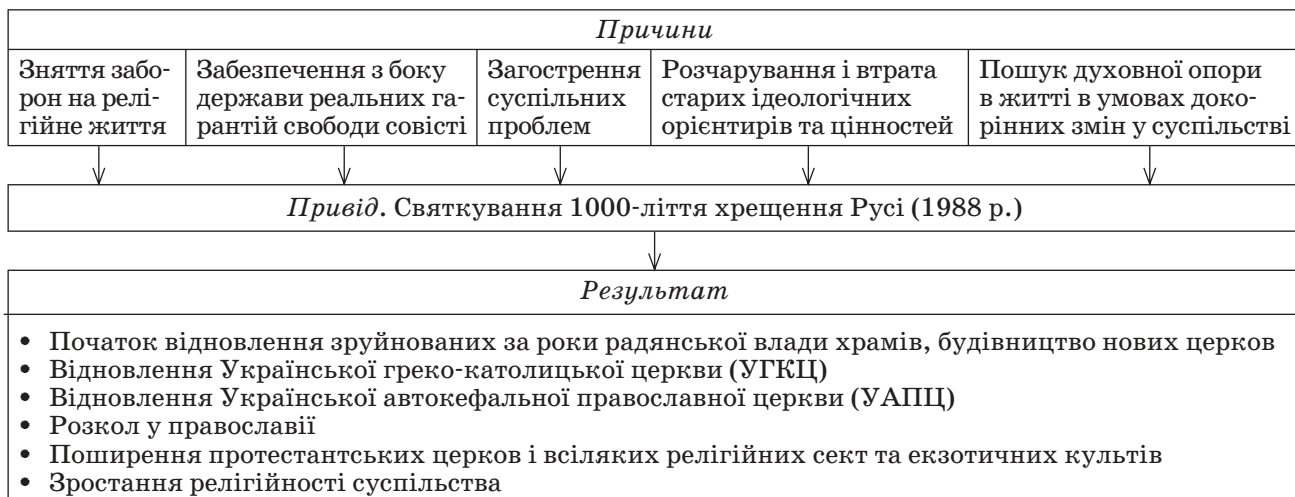 Причини
Зняття забо-
рон на релі-
гійне життя
Забезпечення з боку
держави реальних га-
рантій свободи совісті
Загострення
суспільних
проблем
Розчарування і втрата
старих ідеологічних
орієнтирів та цінностей
Пошук духовної опори
в житті в умовах доко-
рінних змін у суспільстві
Привід. Святкування 1000-ліття хрещення Русі (1988 р.)
Результат
• Початок відновлення зруйнованих за роки радянської влади храмів, будівництво нових церков
• Відновлення Української греко-католицької церкви (УГКЦ)
• Відновлення Української автокефальної православної церкви (УАПЦ)
• Розкол у православії
• Поширення протестантських церков і всіляких релігійних сект та екзотичних культів
• Зростання релігійності суспільства